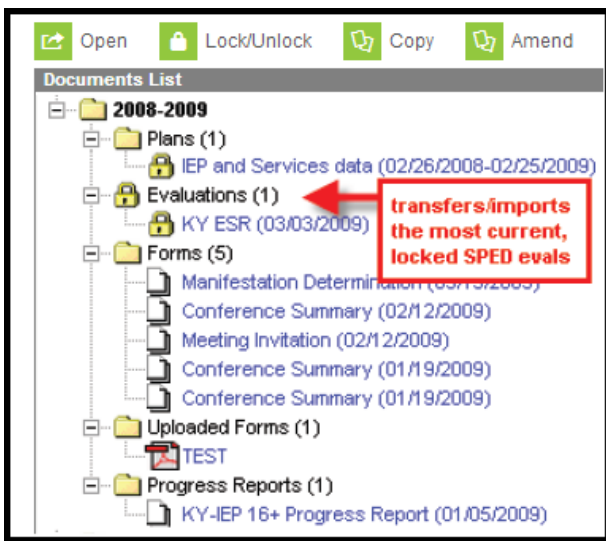 Open Lock/Unlock Copy Amend
Documents List
2008-2009
Plans (1)
IEP and Services data (02/26/2008-02/25/2009)
Evaluations (1)
KY ESR (03/03/2009)
transfers/imports
the most current,
locked SPED evals
Forms (5)
Manifestation Determination
Conference Summary (02/12/2009)
Meeting Invitation (02/12/2009)
Conference Summary (01/19/2009)
Conference Summary (01/19/2009)
Uploaded Forms (1)
TEST
Progress Reports (1)
KY-IEP 16+ Progress Report (01/05/2009)